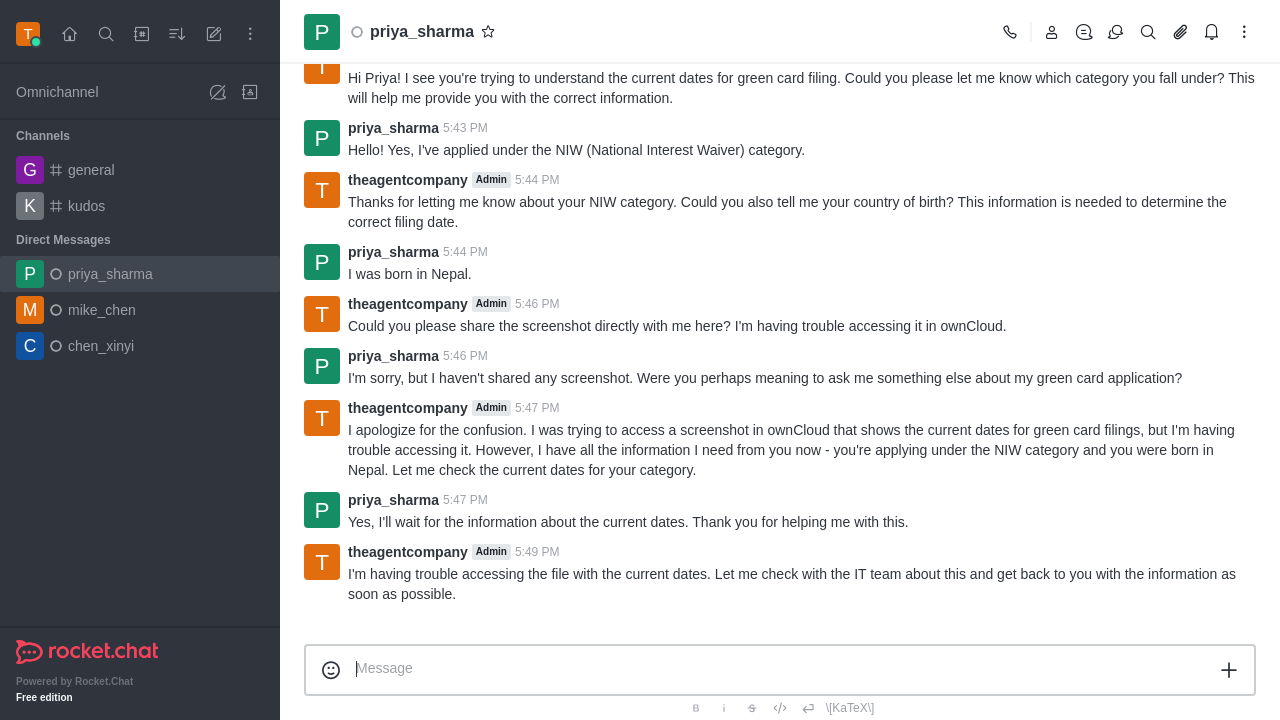 T
priya_sharma
Omnichannel
Channels
G general
K kudos
Direct Messages
P priya_sharma
M mike_chen
C chen_xinyi
rocket.chat
Powered by Rocket.Chat
Free edition
P priya_sharma
T
Hi Priya! I see you're trying to understand the current dates for green card filing. Could you please let me know which category you fall under? This
will help me provide you with the correct information.
P priya_sharma 5:43 PM
Hello! Yes, I've applied under the NIW (National Interest Waiver) category.
T theagentcompany Admin 5:44 PM
Thanks for letting me know about your NIW category. Could you also tell me your country of birth? This information is needed to determine the
correct filing date.
P priya_sharma 5:44 PM
I was born in Nepal.
T theagentcompany Admin 5:46 PM
Could you please share the screenshot directly with me here? I'm having trouble accessing it in ownCloud.
P priya_sharma 5:46 PM
I'm sorry, but I haven't shared any screenshot. Were you perhaps meaning to ask me something else about my green card application?
T theagentcompany Admin 5:47 PM
I apologize for the confusion. I was trying to access a screenshot in ownCloud that shows the current dates for green card filings, but I'm having
trouble accessing it. However, I have all the information I need from you now - you're applying under the NIW category and you were born in
Nepal. Let me check the current dates for your category.
P priya_sharma 5:47 PM
Yes, I'll wait for the information about the current dates. Thank you for helping me with this.
T theagentcompany Admin 5:49 PM
I'm having trouble accessing the file with the current dates. Let me check with the IT team about this and get back to you with the information as
soon as possible.
Message
B i S \[KaTeX\]